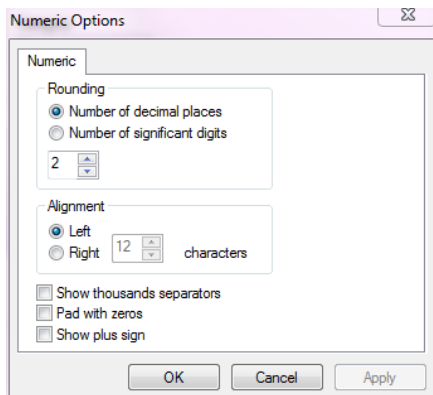 Numeric Options
Numeric
Rounding
Number of decimal places
Number of significant digits
2
Alignment
Left
Right 12 characters
Show thousands separators
Pad with zeros
Show plus sign
OK Cancel Apply